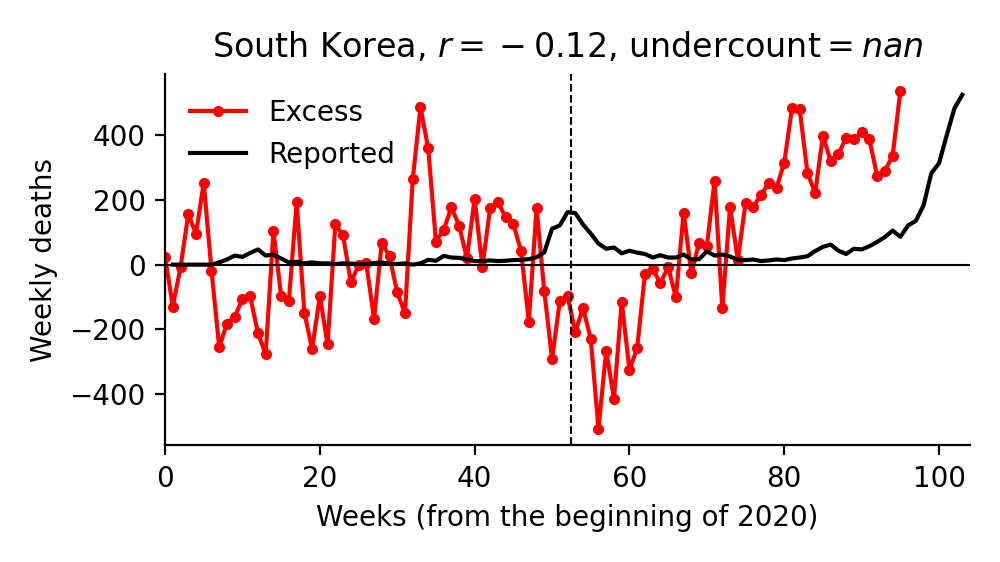 South Korea, r = −0.12, undercount = nan
Excess
Reported
Weekly deaths
400
200
0
−200
−400
0 20 40 60 80 100
Weeks (from the beginning of 2020)